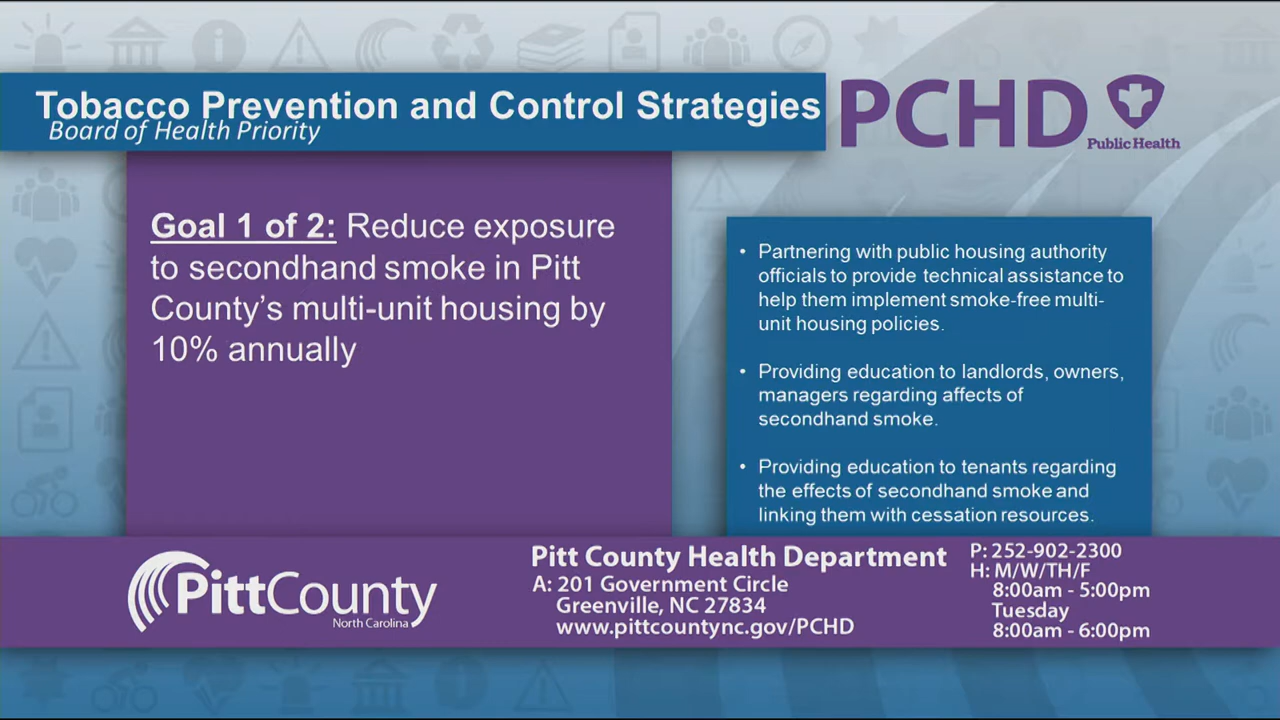 Tobacco Prevention and Control Strategies
Board of Health Priority
PCHD
Public Health
Goal 1 of 2: Reduce exposure
to secondhand smoke in Pitt
County's multi-unit housing by
10% annually
• Partnering with public housing authority
officials to provide technical assistance to
help them implement smoke-free multi-
unit housing policies.
• Providing education to landlords, owners,
managers regarding affects of
secondhand smoke.
• Providing education to tenants regarding
the effects of secondhand smoke and
linking them with cessation resources.
PittCounty
North Carolina
Pitt County Health Department
A: 201 Government Circle
Greenville, NC 27834
www.pittcountync.gov/PCHD
P: 252-902-2300
H: M/W/TH/F
8:00am - 5:00pm
Tuesday
8:00am - 6:00pm